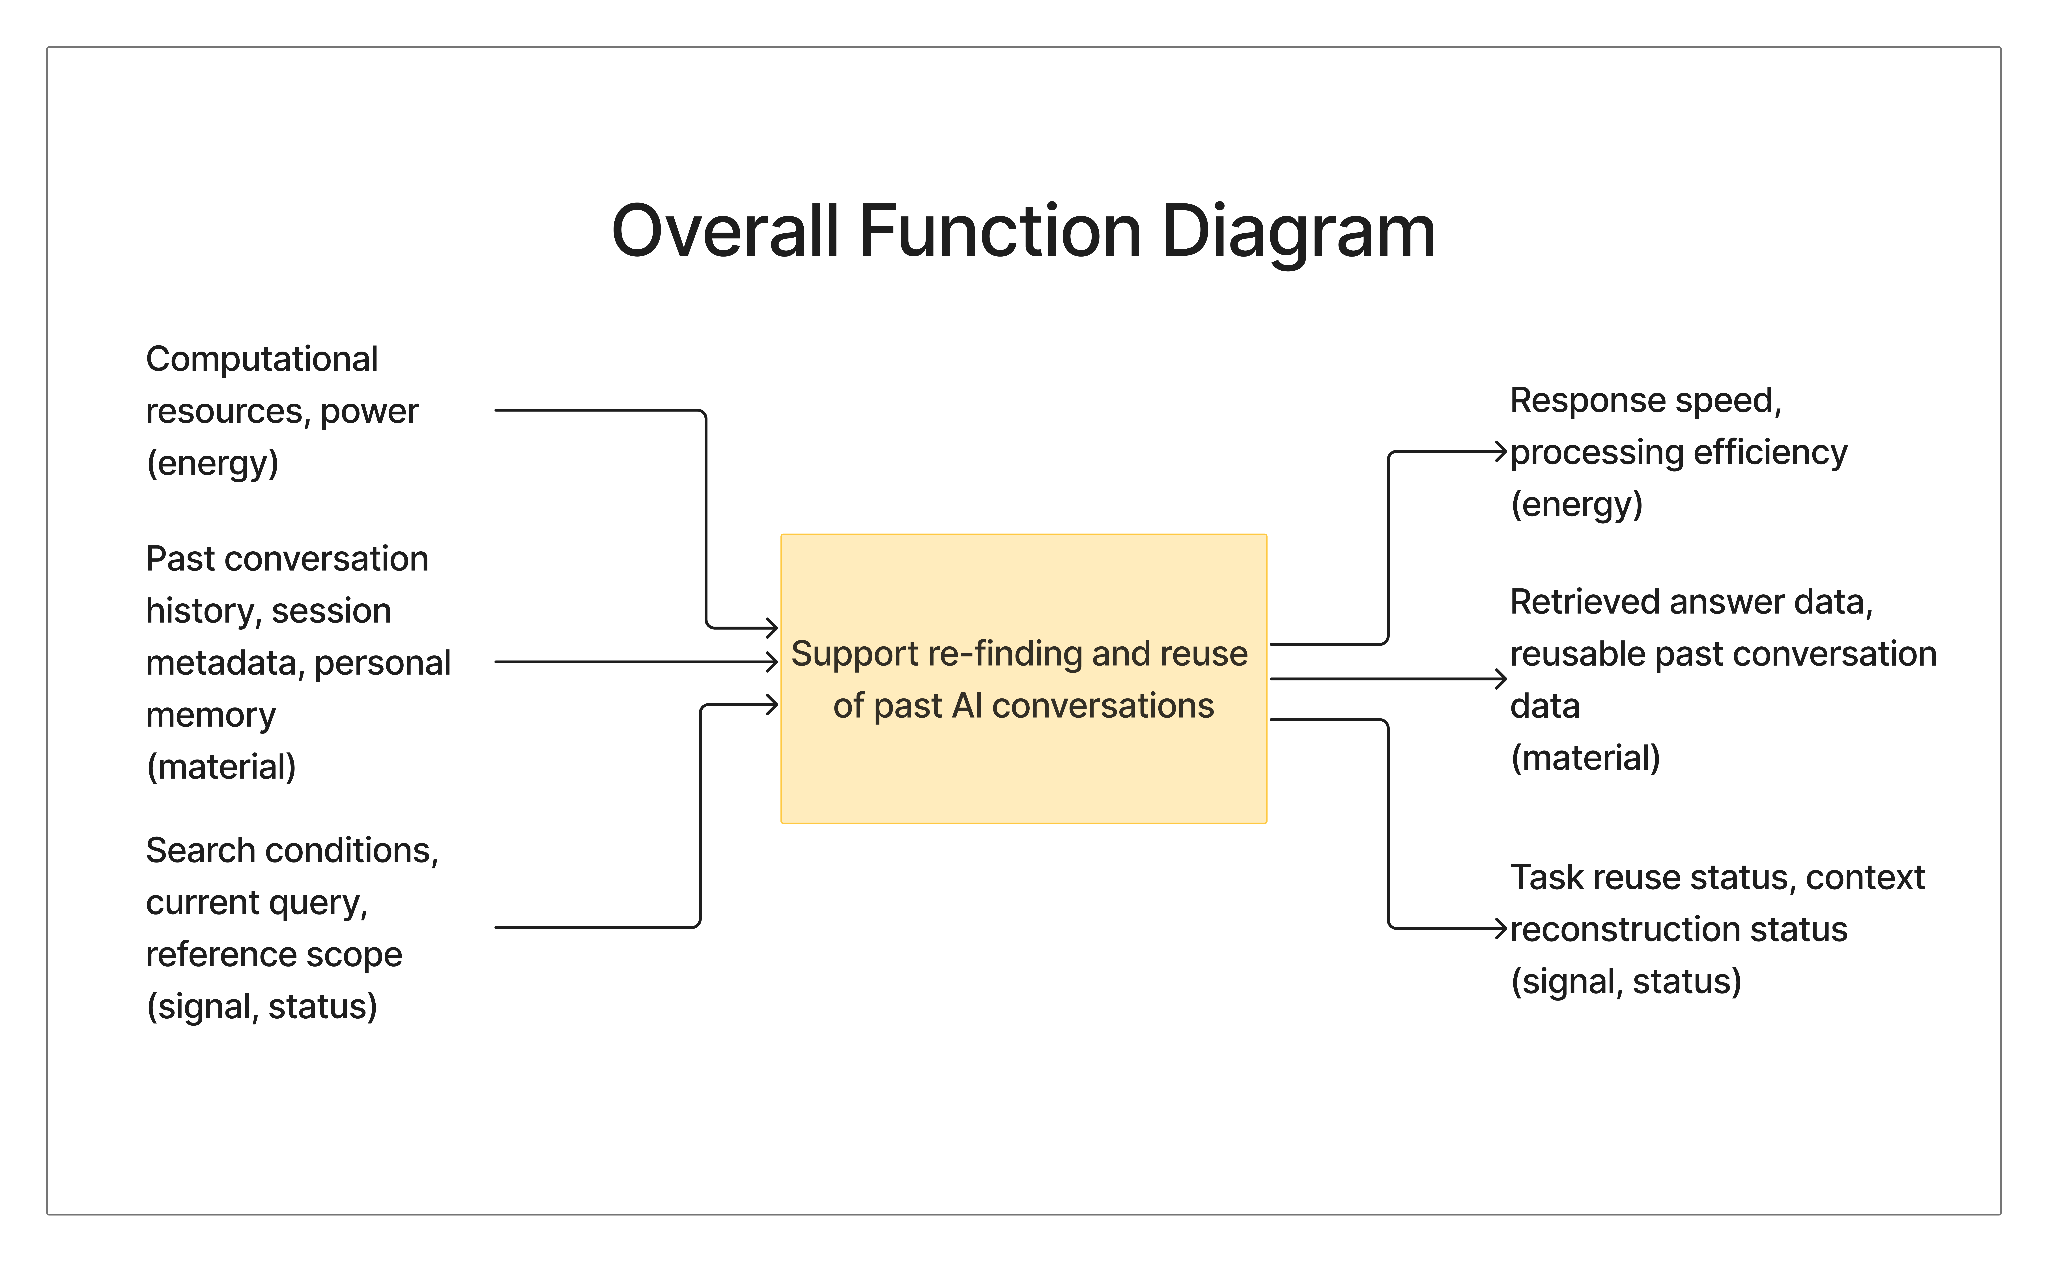 Overall Function Diagram
Computational
resources, power
(energy)
Past conversation
history, session
metadata, personal
memory
(material)
Search conditions,
current query,
reference scope
(signal, status)
Support re-finding and reuse
of past AI conversations
Response speed,
processing efficiency
(energy)
Retrieved answer data,
reusable past conversation
data
(material)
Task reuse status, context
reconstruction status
(signal, status)